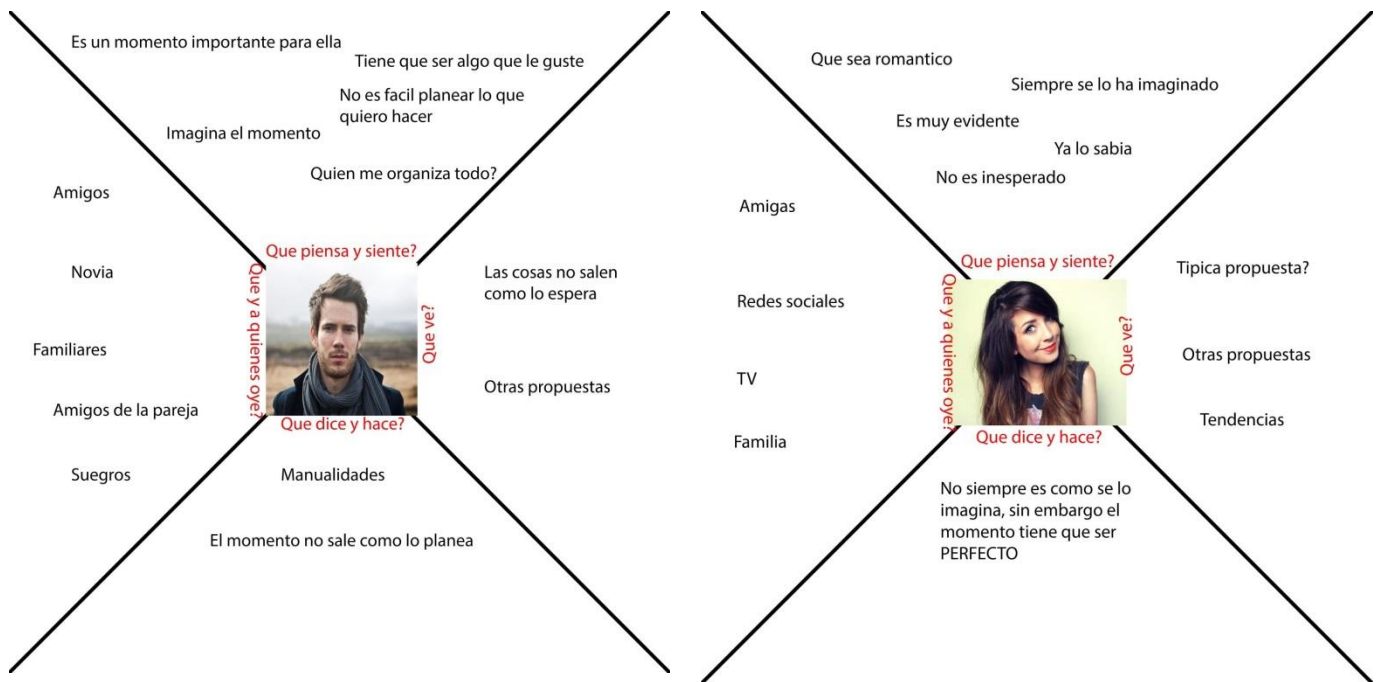 Es un momento importante para ella
Tiene que ser algo que le guste
No es facil planear lo que
quiero hacer
Imagina el momento
Quien me organiza todo?
Amigos
Novia
Familiares
Amigos de la pareja
Suegros
Que piensa y siente?
Que y a quienes oye?
Que ve?
Que dice y hace?
Las cosas no salen
como lo espera
Otras propuestas
Manualidades
El momento no sale como lo planea
Que sea romantico
Siempre se lo ha imaginado
Es muy evidente
Ya lo sabia
No es inesperado
Amigas
Redes sociales
TV
Familia
Que piensa y siente?
Que y a quienes oye?
Que ve?
Que dice y hace?
Tipica propuesta?
Otras propuestas
Tendencias
No siempre es como se lo
imagina, sin embargo el
momento tiene que ser
PERFECTO